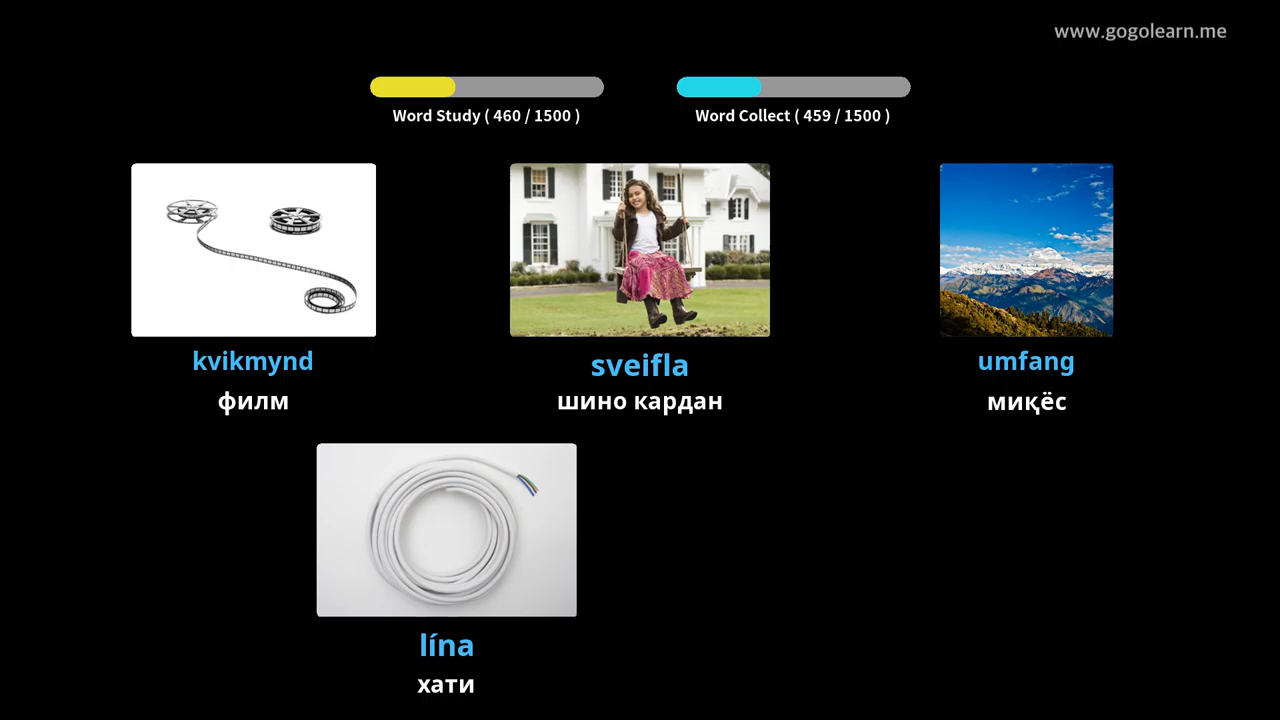 www.gogolearn.me
Word Study ( 460 / 1500 )
Word Collect ( 459 / 1500 )
kvikmynd
филм
sveifla
шино кардан
umfang
миқёс
lína
хати